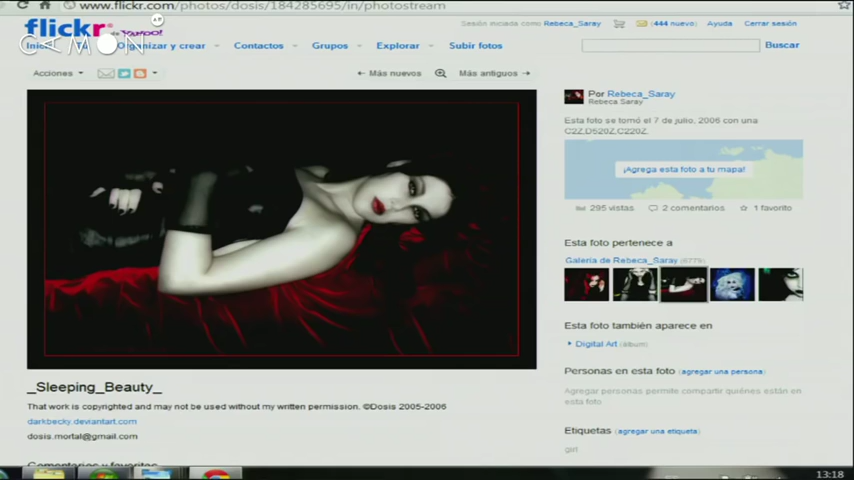 www.flickr.com/photos/dosis/184285695/in/photostream
flickr YAHOO!
CAMON
Sesión iniciada como Rebeca_Saray (444 nuevo) Ayuda Cerrar sesión
Organizar y crear Contactos Grupos Explorar Subir fotos
Buscar
Acciones
← Más nuevos Más antiguos →
Por Rebeca_Saray
Rebeca Saray
Esta foto se tomó el 7 de julio, 2006 con una
C2Z,D520Z,C220Z.
¡Agrega esta foto a tu mapa!
295 vistas 2 comentarios 1 favorito
Esta foto pertenece a
Galería de Rebeca_Saray (6779)
Esta foto también aparece en
Digital Art (álbum)
Personas en esta foto (agregar una persona)
Agregar personas permite compartir quiénes están en
esta foto
Etiquetas (agregar una etiqueta)
girl
_Sleeping_Beauty_
That work is copyrighted and may not be used without my written permission. ©Dosis 2005-2006
darkbecky.deviantart.com
dosis.mortal@gmail.com
Comentarios y favoritos
13:18